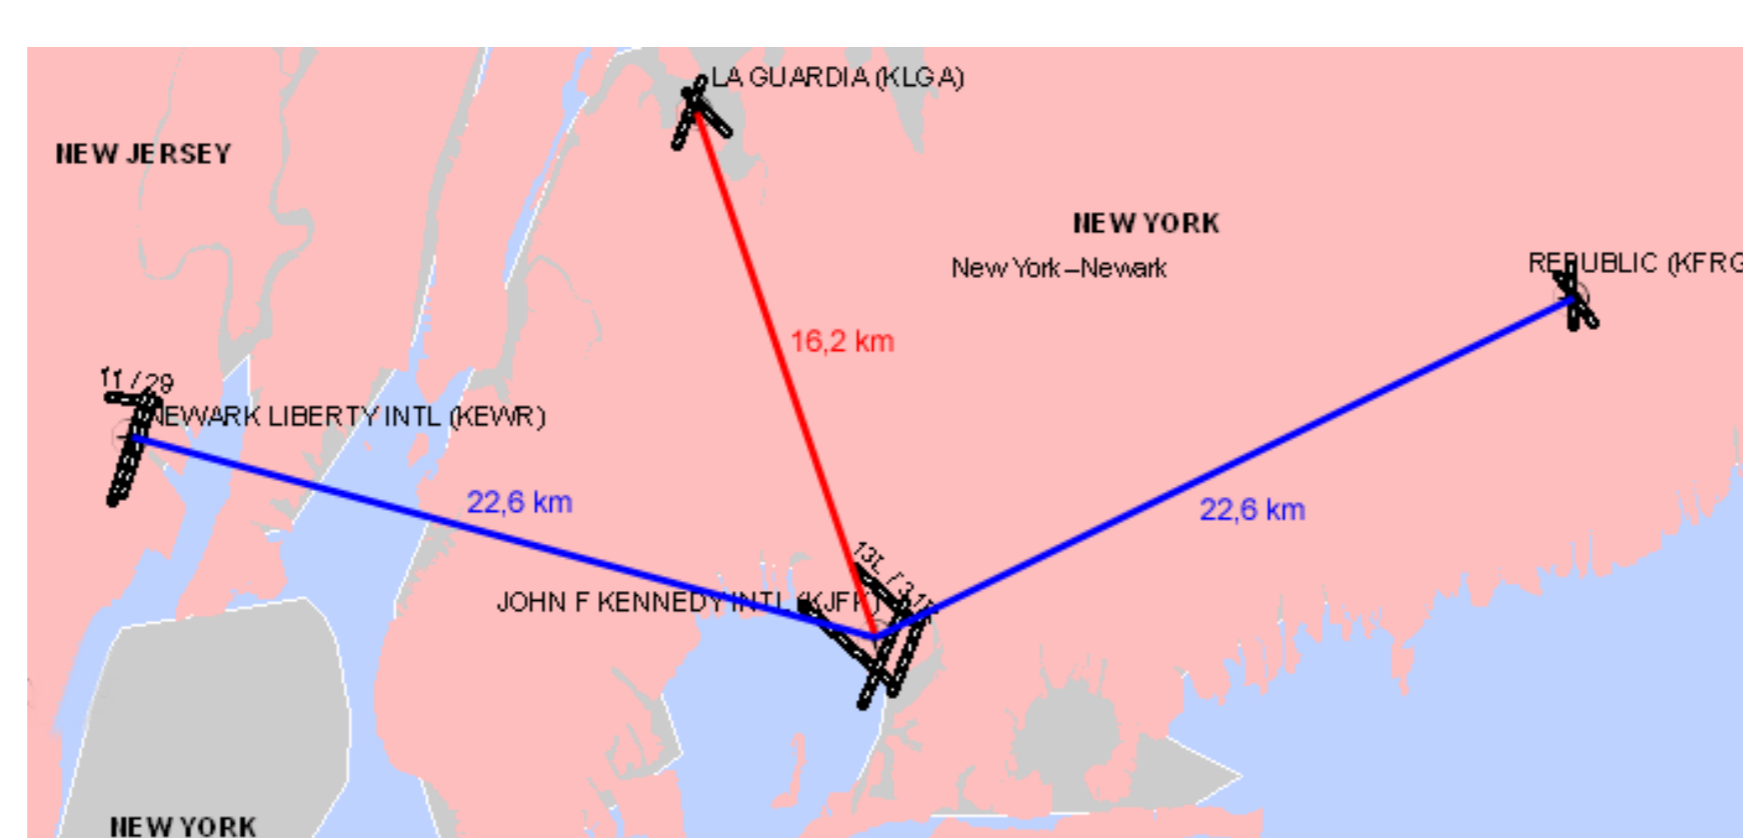 LA GUARDIA (KLGA)
NEW JERSEY
NEW YORK
New York –Newark
REPUBLIC (KFRG
16,2 km
11 / 29
NEWARK LIBERTY INTL (KEWR)
22,6 km
22,6 km
JOHN F KENNEDY INTL (KJFK)
13L /
NEW YORK